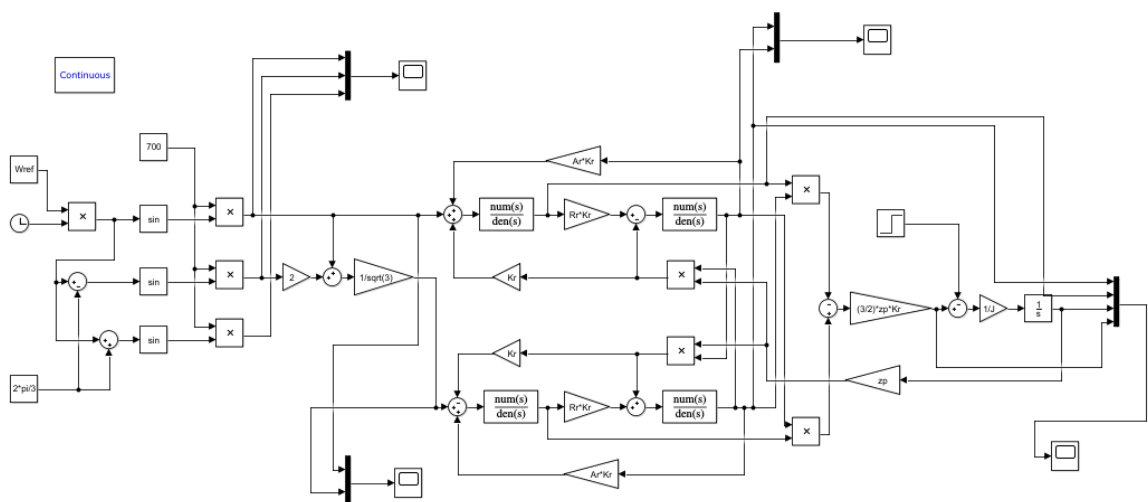 Continuous
700
Wref
×
sin
×
Ar*Kr
×
num(s)
den(s)
Rr*Kr
num(s)
den(s)
sin
×
2
1/sqrt(3)
Kr
×
(3/2)*zp*Kr
1/J
1
s
sin
×
Kr
×
zp
2*pi/3
num(s)
den(s)
Rr*Kr
num(s)
den(s)
×
Ar*Kr